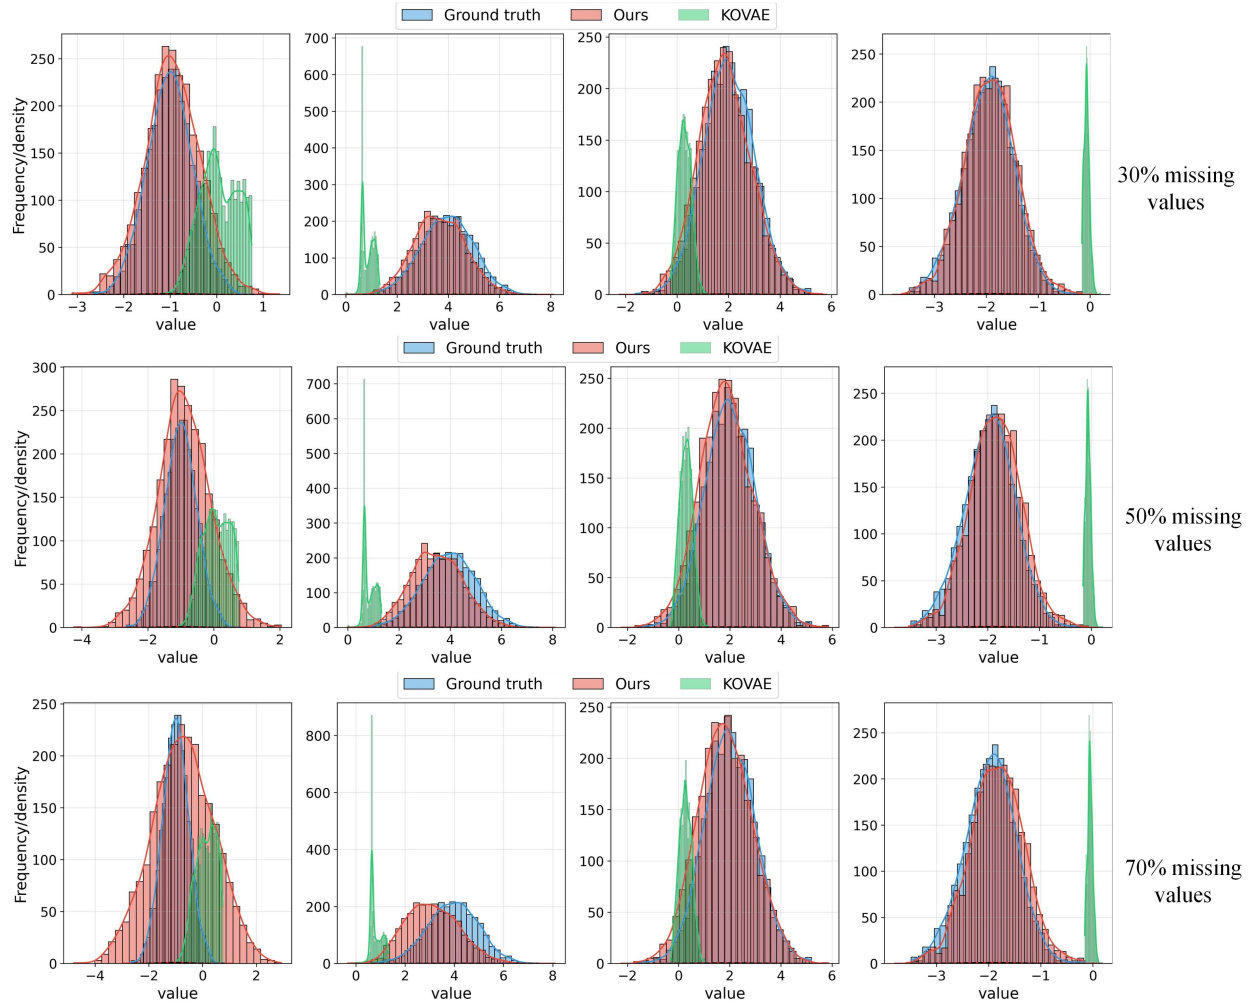 Ground truth Ours KOVAE
250
200
150
100
50
0
Frequency/density
−3 −2 −1 0 1
value
700
600
500
400
300
200
100
0
0 2 4 6 8
value
250
200
150
100
50
0
−2 0 2 4 6
value
250
200
150
100
50
0
−3 −2 −1 0
value
30% missing
values
Ground truth Ours KOVAE
300
250
200
150
100
50
0
Frequency/density
−4 −2 0 2
value
700
600
500
400
300
200
100
0
0 2 4 6 8
value
250
200
150
100
50
0
−2 0 2 4 6
value
250
200
150
100
50
0
−3 −2 −1 0
value
50% missing
values
Ground truth Ours KOVAE
250
200
150
100
50
0
Frequency/density
−4 −2 0 2
value
800
600
400
200
0
0 2 4 6 8
value
250
200
150
100
50
0
−2 0 2 4 6
value
250
200
150
100
50
0
−3 −2 −1 0
value
70% missing
values